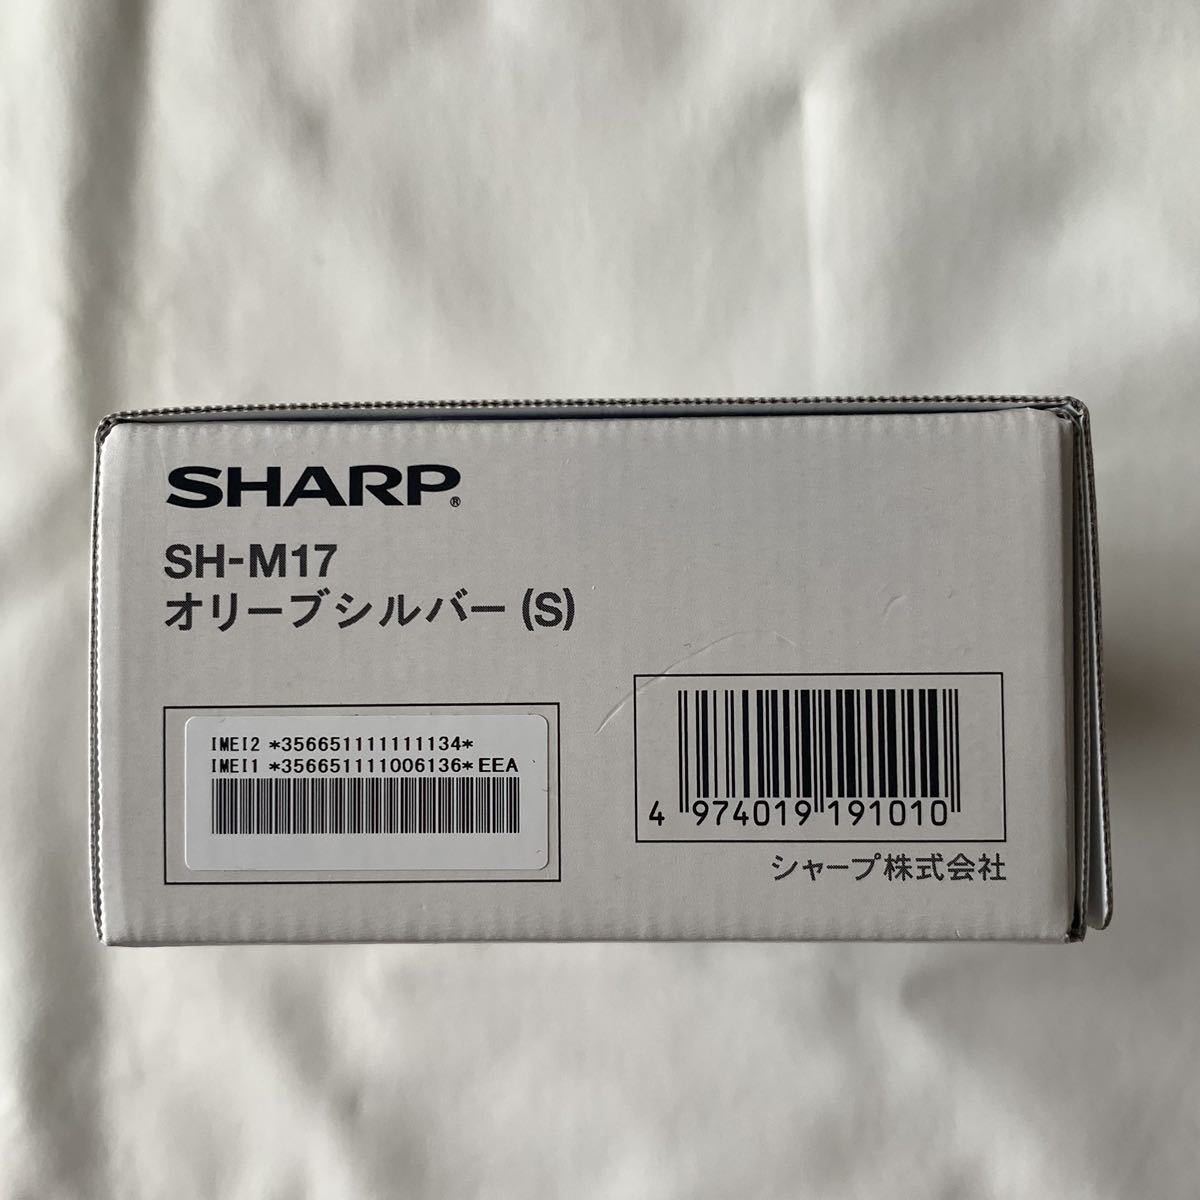 SHARP®
SH-M17
オリーブシルバー (S)
IMEI2 *356651111111134*
IMEI1 *356651111006136* EEA
4 974019 191010
シャープ株式会社